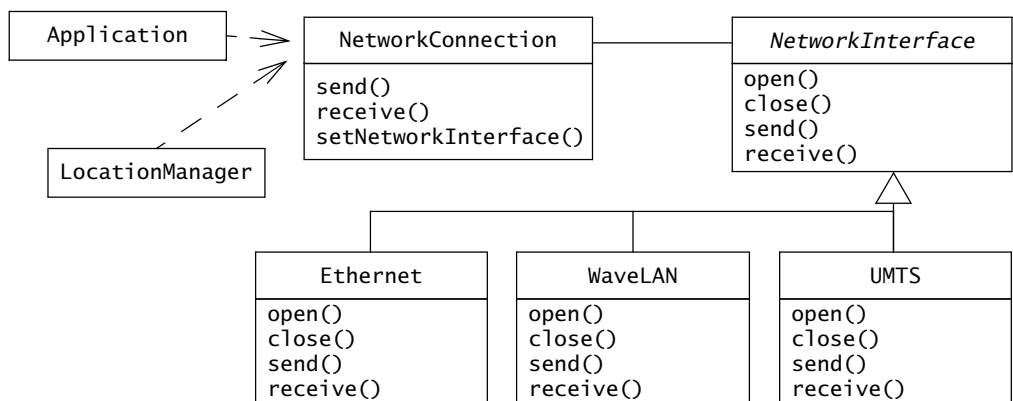 Application
NetworkConnection
send()
receive()
setNetworkInterface()
NetworkInterface
open()
close()
send()
receive()
LocationManager
Ethernet
open()
close()
send()
receive()
WaveLAN
open()
close()
send()
receive()
UMTS
open()
close()
send()
receive()